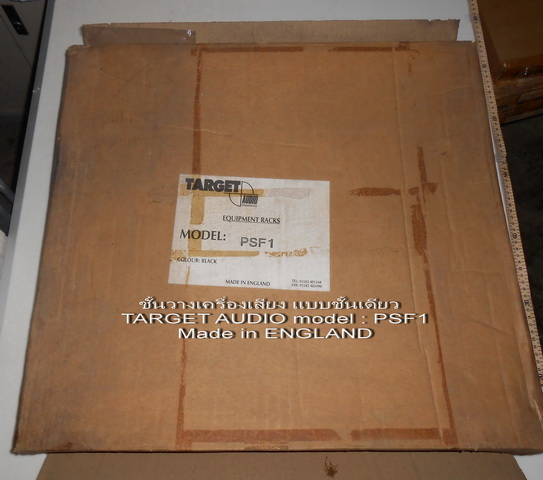 TARGET
AUDIO
EQUIPMENT RACKS
MODEL: PSF1
COLOUR: BLACK
MADE IN ENGLAND
ชั้นวางเครื่องเสียง แบบชั้นเดียว
TARGET AUDIO model : PSF1
Made in ENGLAND